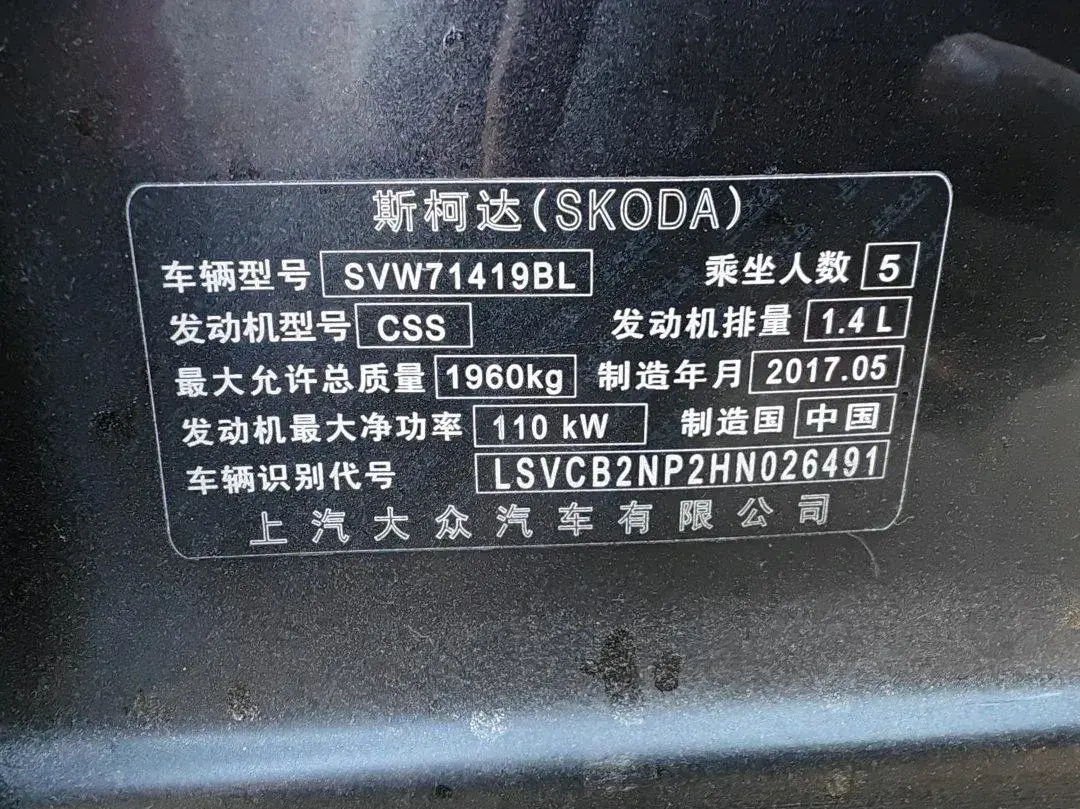 斯柯达(SKODA)
车辆型号 SVW71419BL 乘坐人数 5
发动机型号 CSS 发动机排量 1.4 L
最大允许总质量 1960kg 制造年月 2017.05
发动机最大净功率 110 kW 制造国 中国
车辆识别代号 LSVCB2NP2HN026491
上汽大众汽车有限公司